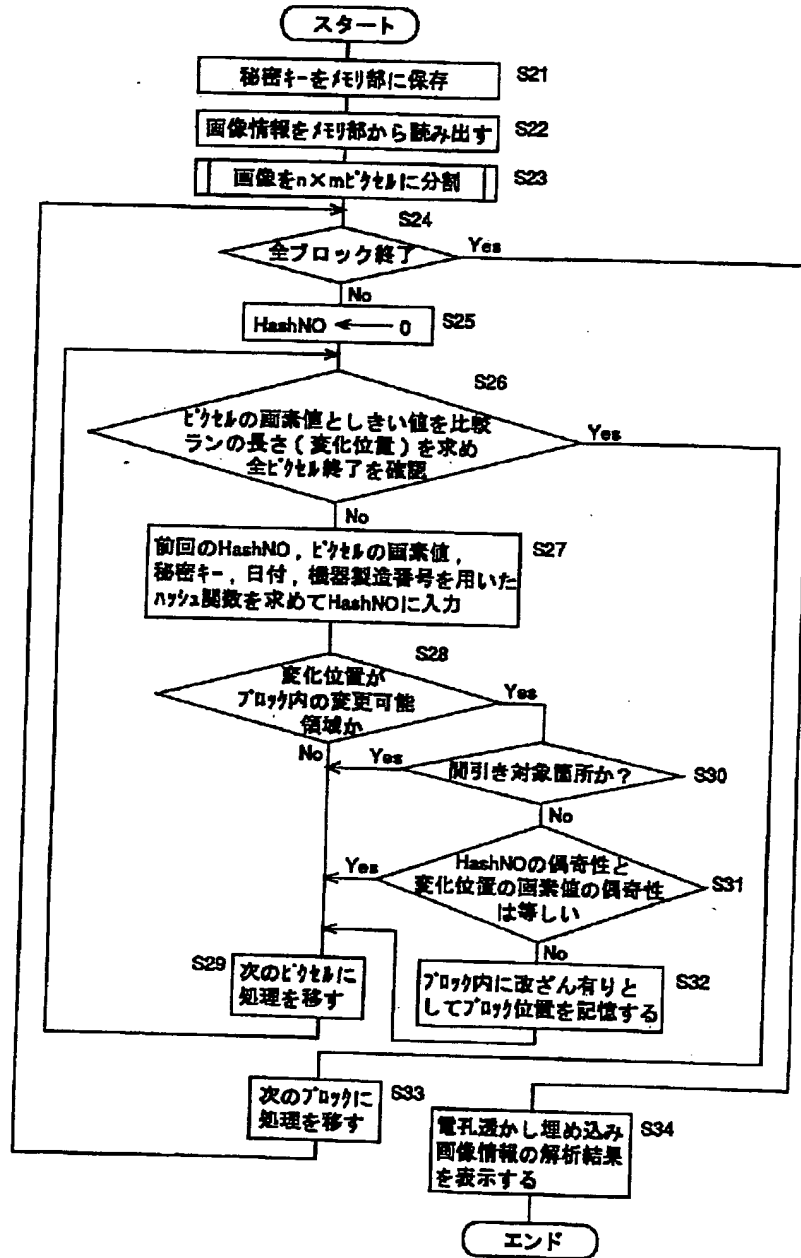 スタート
秘密キーをメモリ部に保存
S21
画像情報をメモリ部から読み出す
S22
画像をn×mピクセルに分割
S23
S24
全ブロック終了
Yes
No
HashNO ← 0
S25
S26
ピクセルの画素値としきい値を比較
ランの長さ(変化位置)を求め
全ピクセル終了を確認
Yes
No
前回のHashNO,ピクセルの画素値,
秘密キー,日付,機器製造番号を用いた
ハッシュ関数を求めてHashNOに入力
S27
S28
変化位置が
ブロック内の変更可能
領域か
Yes
No
間引き対象箇所か?
Yes
S30
No
HashNOの偶奇性と
変化位置の画素値の偶奇性
は等しい
Yes
S31
No
S29
次のピクセルに
処理を移す
ブロック内に改ざん有りと
してブロック位置を記憶する
S32
次のブロックに
処理を移す
S33
電孔透かし埋め込み
画像情報の解析結果
を表示する
S34
エンド